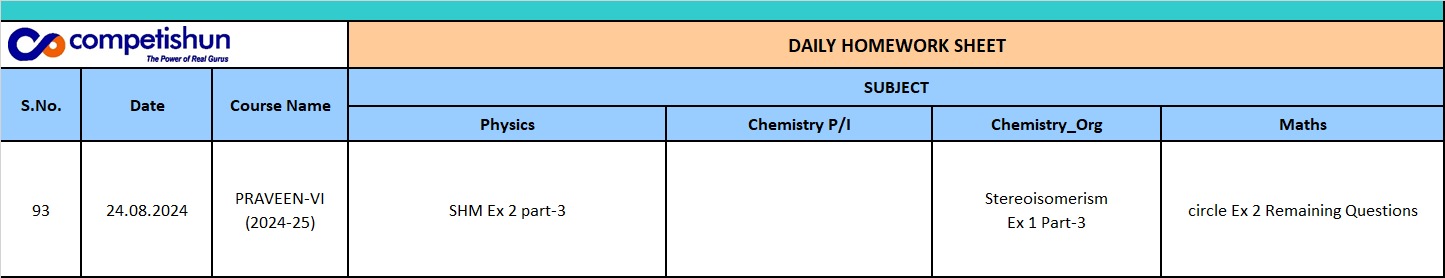 competishun
The Power of Real Gurus
DAILY HOMEWORK SHEET
S.No.
Date
Course Name
SUBJECT
Physics
Chemistry P/I
Chemistry_Org
Maths
93
24.08.2024
PRAVEEN-VI
(2024-25)
SHM Ex 2 part-3
Stereoisomerism
Ex 1 Part-3
circle Ex 2 Remaining Questions